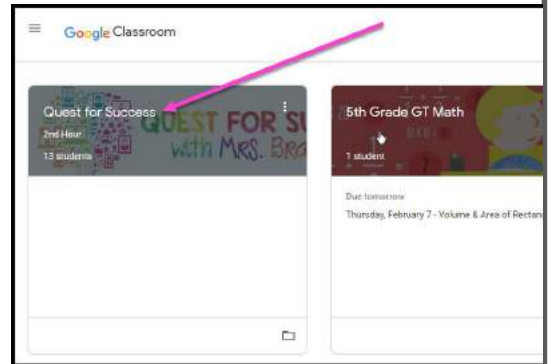 Google Classroom
Quest for Success
2nd Hour
13 students
QUEST FOR SU
with MRS. Bro
5th Grade GT Math
1 student
Due tomorrow
Thursday, February 7 - Volume & Area of Rectan